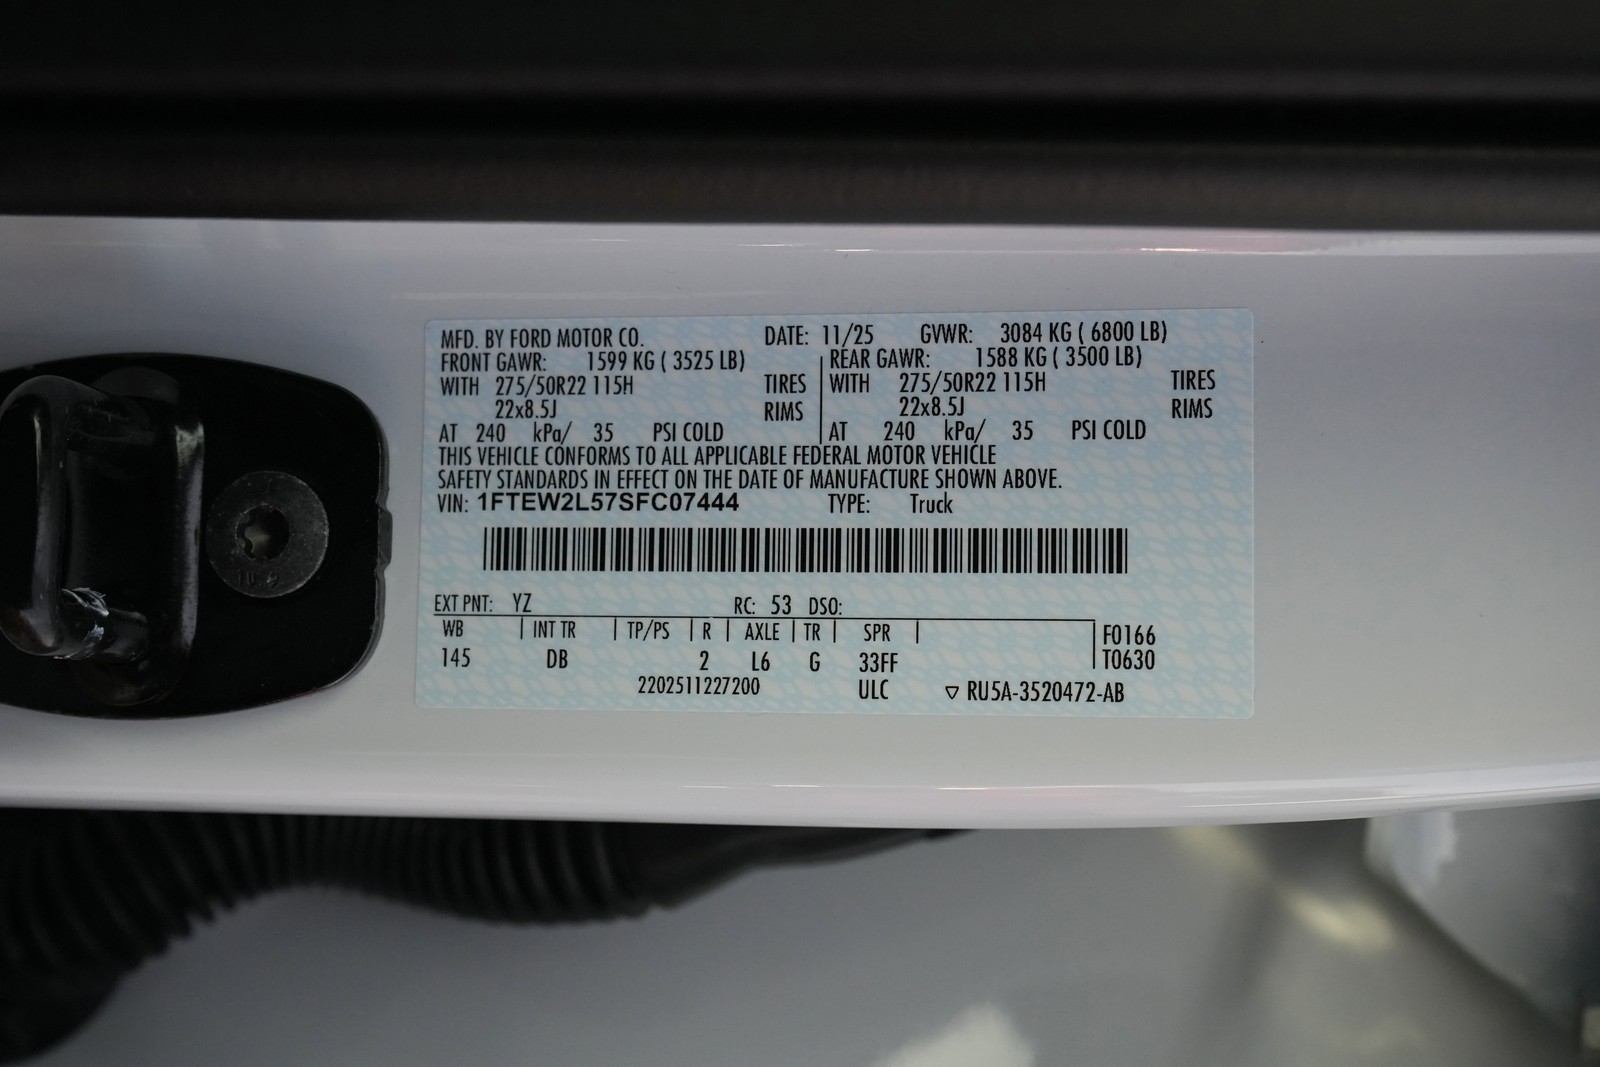 MFD. BY FORD MOTOR CO. DATE: 11/25 GVWR: 3084 KG ( 6800 LB)
FRONT GAWR: 1599 KG ( 3525 LB) REAR GAWR: 1588 KG ( 3500 LB)
WITH 275/50R22 115H TIRES WITH 275/50R22 115H TIRES
22x8.5J RIMS 22x8.5J RIMS
AT 240 kPa/ 35 PSI COLD AT 240 kPa/ 35 PSI COLD
THIS VEHICLE CONFORMS TO ALL APPLICABLE FEDERAL MOTOR VEHICLE
SAFETY STANDARDS IN EFFECT ON THE DATE OF MANUFACTURE SHOWN ABOVE.
VIN: 1FTEW2L57SFC07444 TYPE: Truck
EXT PNT: YZ RC: 53 DSO:
WB INT TR TP/PS R AXLE TR SPR F0166
145 DB 2 L6 G 33FF T0630
2202511227200 ULC ▽ RU5A-3520472-AB